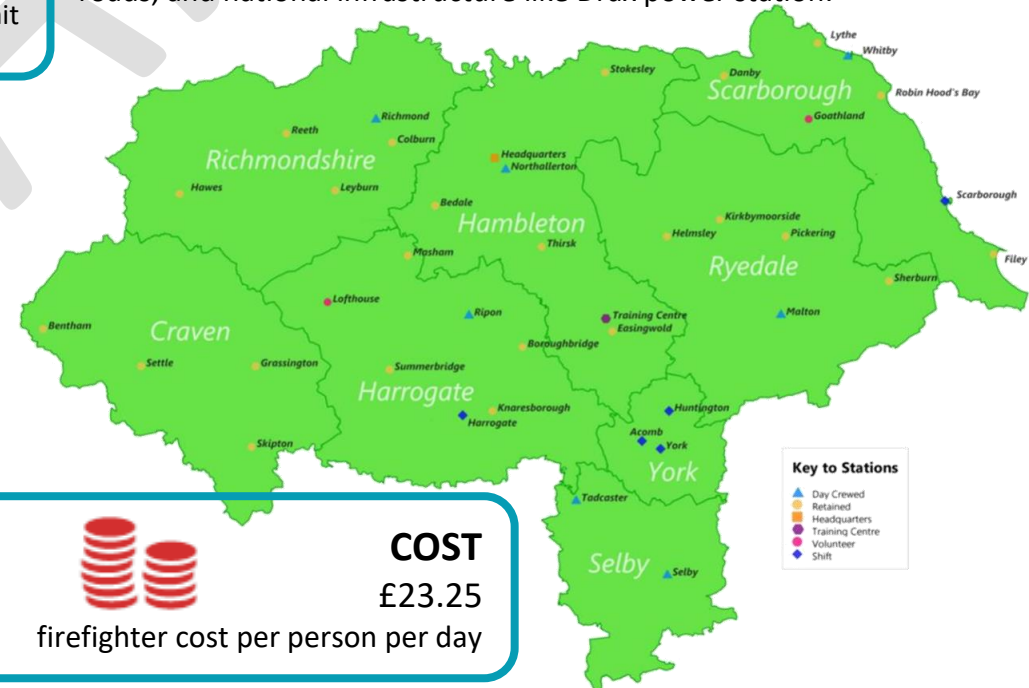 roads, and national infrastructure like Drax power station.
it
Lythe
Whitby
Stokesley
Danby
Scarborough
Robin Hood's Bay
Richmond
Goathland
Reeth
Colburn
Headquarters
Richmondshire
Northallerton
Hawes
Leyburn
Scarborough
Bedale
Kirkbymoorside
Hambleton
Helmsley
Pickering
Thirsk
Masham
Filey
Ryedale
Sherburn
Lofthouse
Ripon
Training Centre
Malton
Bentham
Craven
Easingwold
Boroughbridge
Settle
Grassington
Summerbridge
Harrogate
Knaresborough
Huntington
Harrogate
Acomb
Skipton
York
York
Key to Stations
Day Crewed
Retained
Headquarters
Training Centre
Volunteer
Shift
Tadcaster
Selby
Selby
COST
£23.25
firefighter cost per person per day